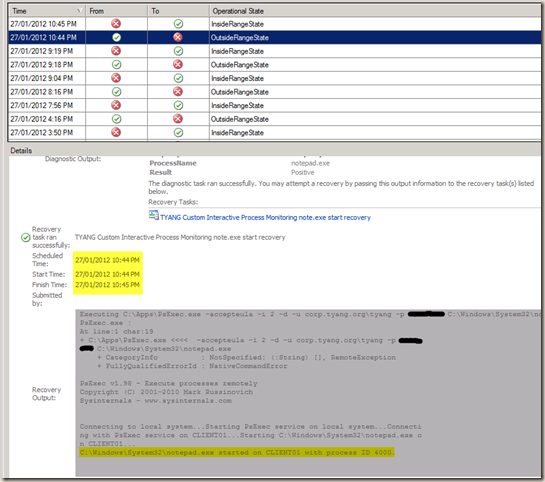 Time From To Operational State
27/01/2012 10:45 PM InsideRangeState
27/01/2012 10:44 PM OutsideRangeState
27/01/2012 9:19 PM InsideRangeState
27/01/2012 9:18 PM OutsideRangeState
27/01/2012 9:04 PM InsideRangeState
27/01/2012 8:16 PM OutsideRangeState
27/01/2012 7:56 PM InsideRangeState
27/01/2012 4:16 PM OutsideRangeState
27/01/2012 3:50 PM InsideRangeState
Details
Diagnostic Output:
ProcessName notepad.exe
Result Positive
The diagnostic task ran successfully. You may attempt a recovery by passing this output information to the recovery task(s) listed
below.
Recovery Tasks:
TYANG Custom Interactive Process Monitoring note.exe start recovery
Recovery
task ran
successfully:
TYANG Custom Interactive Process Monitoring note.exe start recovery
Scheduled
Time:
27/01/2012 10:44 PM
Start Time: 27/01/2012 10:44 PM
Finish Time: 27/01/2012 10:45 PM
Submitted
by:
Recovery
Output:
Executing C:\Apps\PsExec.exe -accepteula -i 2 -d -u corp.tyang.org\tyang -p C:\Windows\System32\no
PsExec.exe :
At line:1 char:19
+ C:\Apps\PsExec.exe <<<< -accepteula -i 2 -d -u corp.tyang.org\tyang -p
C:\Windows\System32\notepad.exe
+ CategoryInfo : NotSpecified: (:String) [], RemoteException
+ FullyQualifiedErrorId : NativeCommandError
PsExec v1.98 - Execute processes remotely
Copyright (C) 2001-2010 Mark Russinovich
Sysinternals - www.sysinternals.com
Connecting to local system...Starting PsExec service on local system...Connecti
ng with PsExec service on CLIENT01...Starting C:\Windows\System32\notepad.exe o
n CLIENT01...
C:\Windows\System32\notepad.exe started on CLIENT01 with process ID 4000.